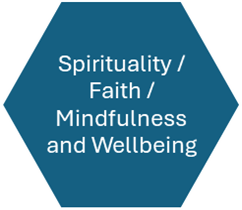 Spirituality /
Faith /
Mindfulness
and Wellbeing